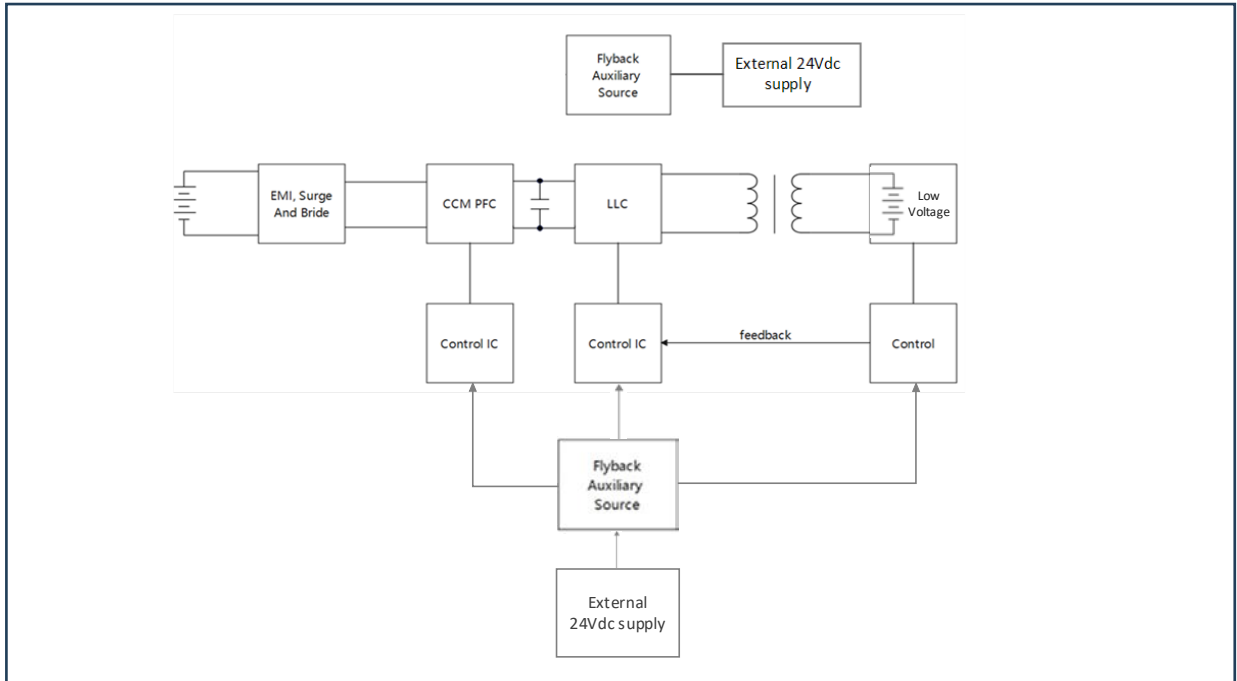 Flyback
Auxiliary
Source
External 24Vdc
supply
EMI, Surge
And Bride
CCM PFC
LLC
Low
Voltage
Control IC
Control IC
feedback
Control
Flyback
Auxiliary
Source
External
24Vdc supply